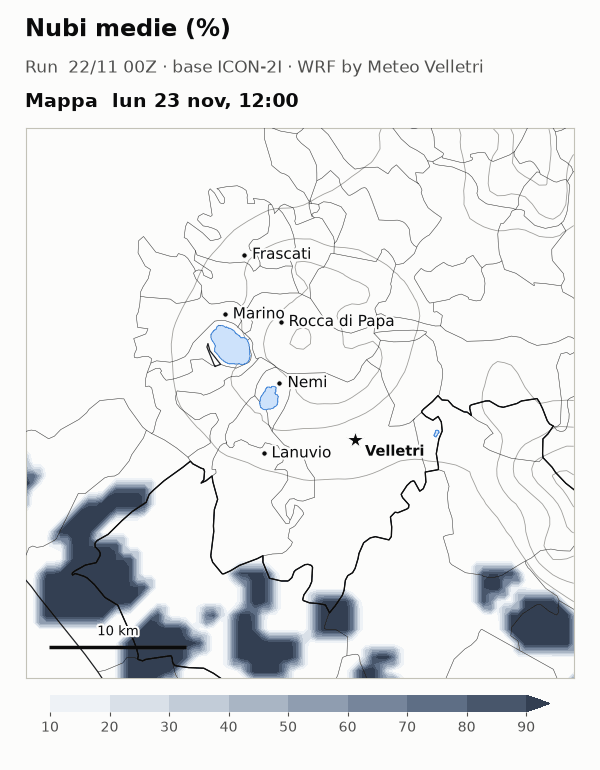 Nubi medie (%)
Run  22/11 00Z · base ICON-2I · WRF by Meteo Velletri
Mappa  lun 23 nov, 12:00
Frascati
Marino
Rocca di Papa
Nemi
Velletri
Lanuvio
10 km
10 20 30 40 50 60 70 80 90